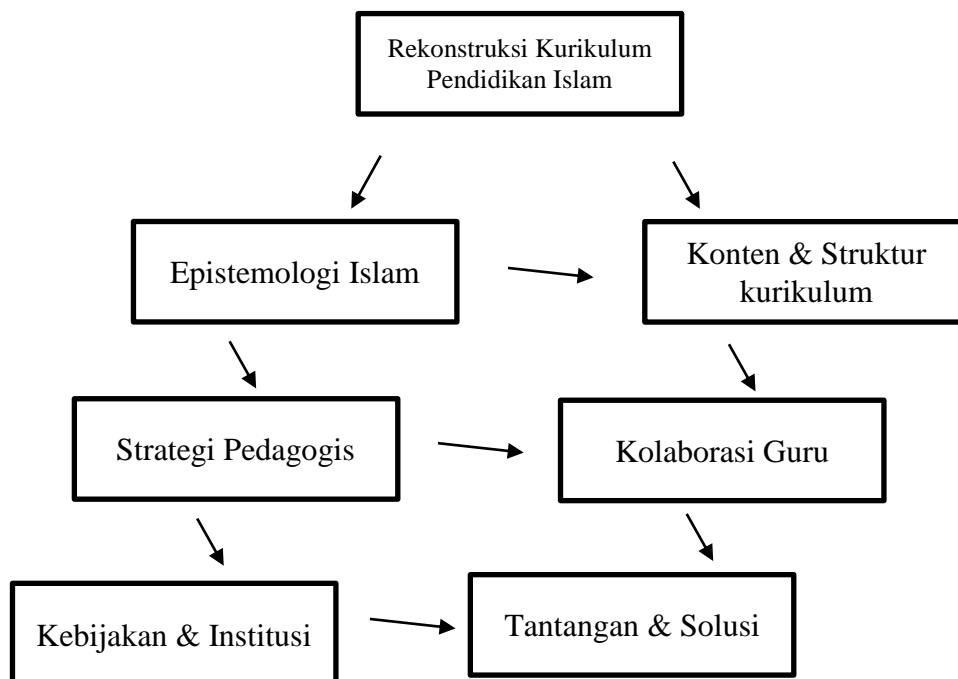 Rekonstruksi Kurikulum
Pendidikan Islam
Epistemologi Islam
Konten & Struktur
kurikulum
Strategi Pedagogis
Kolaborasi Guru
Kebijakan & Institusi
Tantangan & Solusi